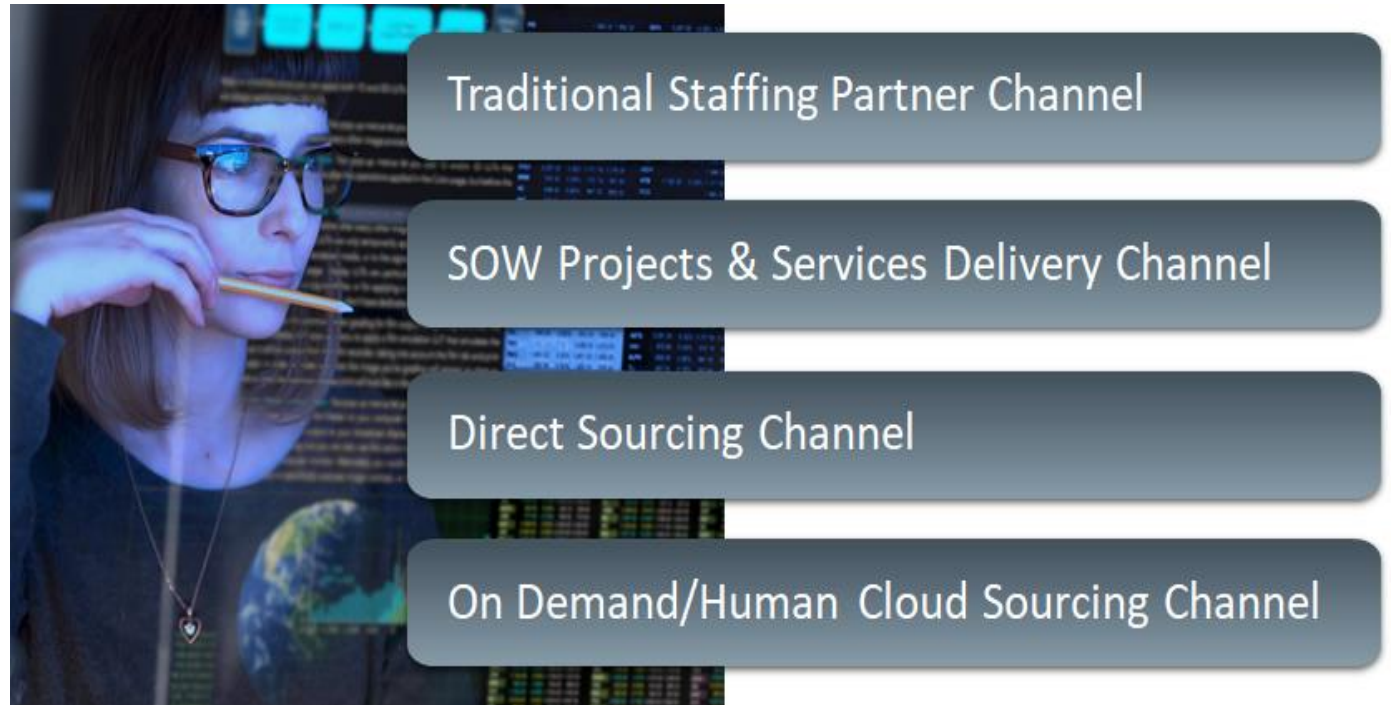 Traditional Staffing Partner Channel
SOW Projects & Services Delivery Channel
Direct Sourcing Channel
On Demand/Human Cloud Sourcing Channel